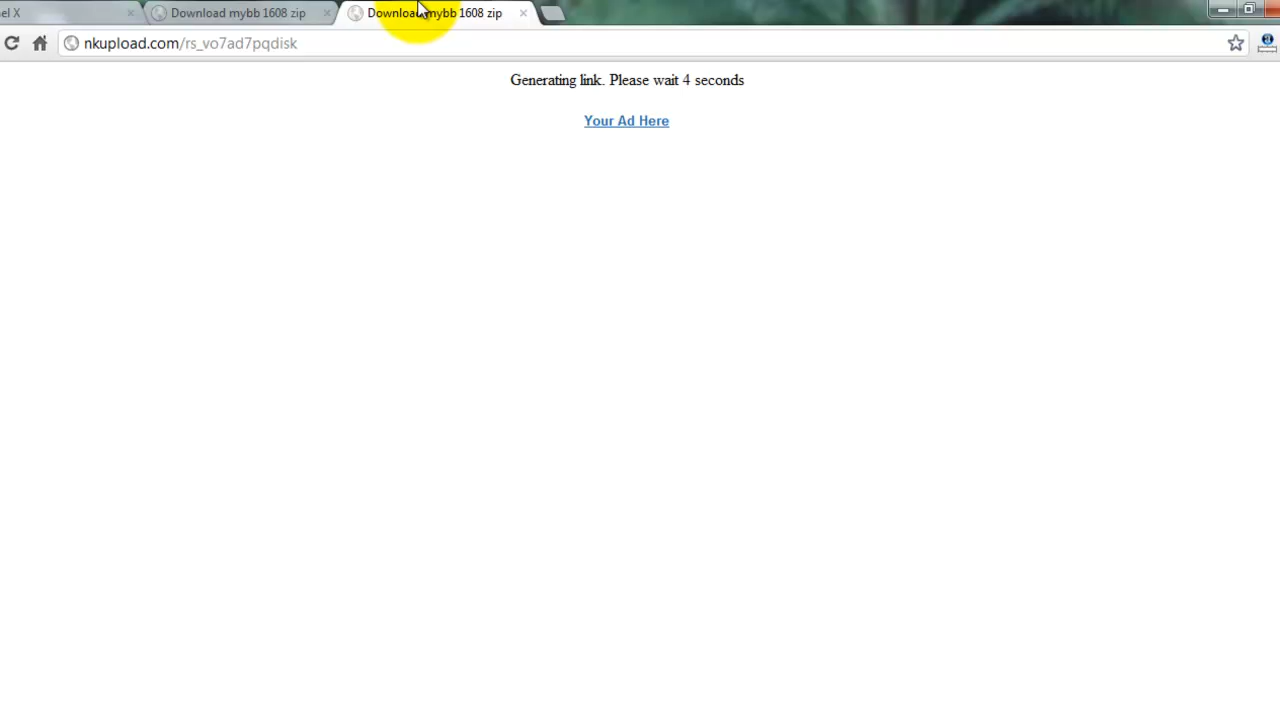 el X
Download mybb 1608 zip
Download mybb 1608 zip
nkupload.com/rs_vo7ad7pqdisk
Generating link. Please wait 4 seconds
Your Ad Here